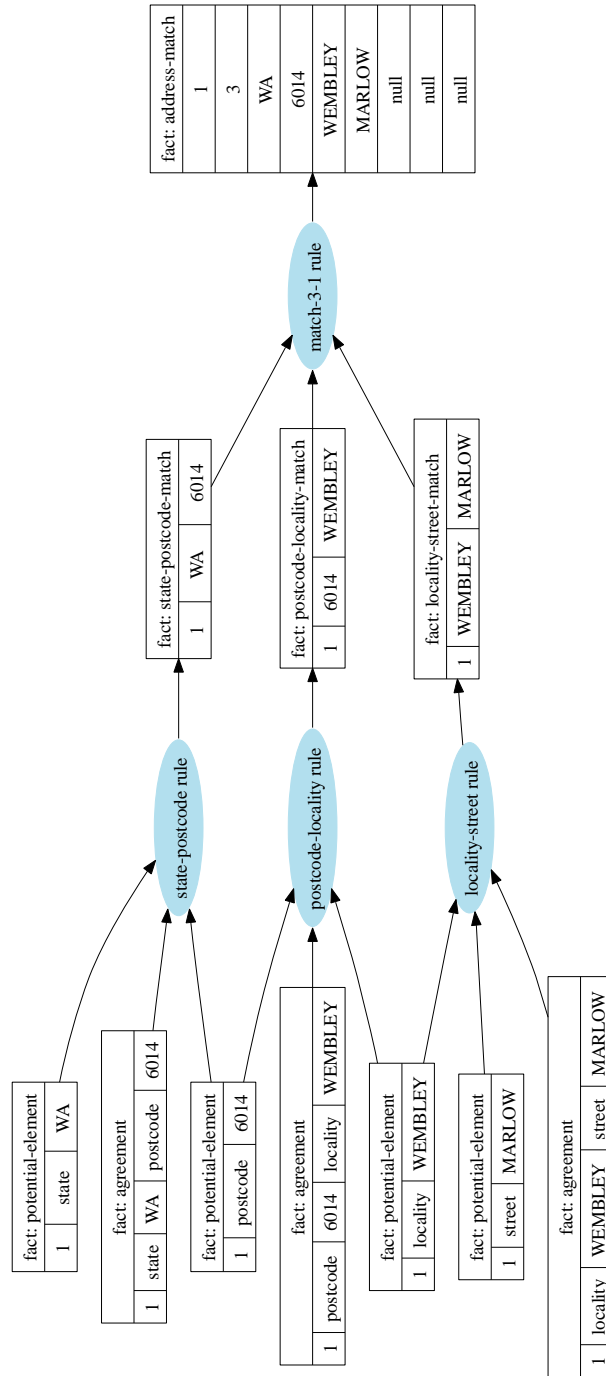 fact: potential-element
1 state WA
fact: agreement
1 state WA postcode 6014
fact: potential-element
1 postcode 6014
fact: agreement
1 postcode 6014 locality WEMBLEY
fact: potential-element
1 locality WEMBLEY
fact: potential-element
1 street MARLOW
fact: agreement
1 locality WEMBLEY street MARLOW
state-postcode rule
postcode-locality rule
locality-street rule
fact: state-postcode-match
1 WA 6014
fact: postcode-locality-match
1 6014 WEMBLEY
fact: locality-street-match
1 WEMBLEY MARLOW
match-3-1 rule
fact: address-match
1
3
WA
6014
WEMBLEY
MARLOW
null
null
null